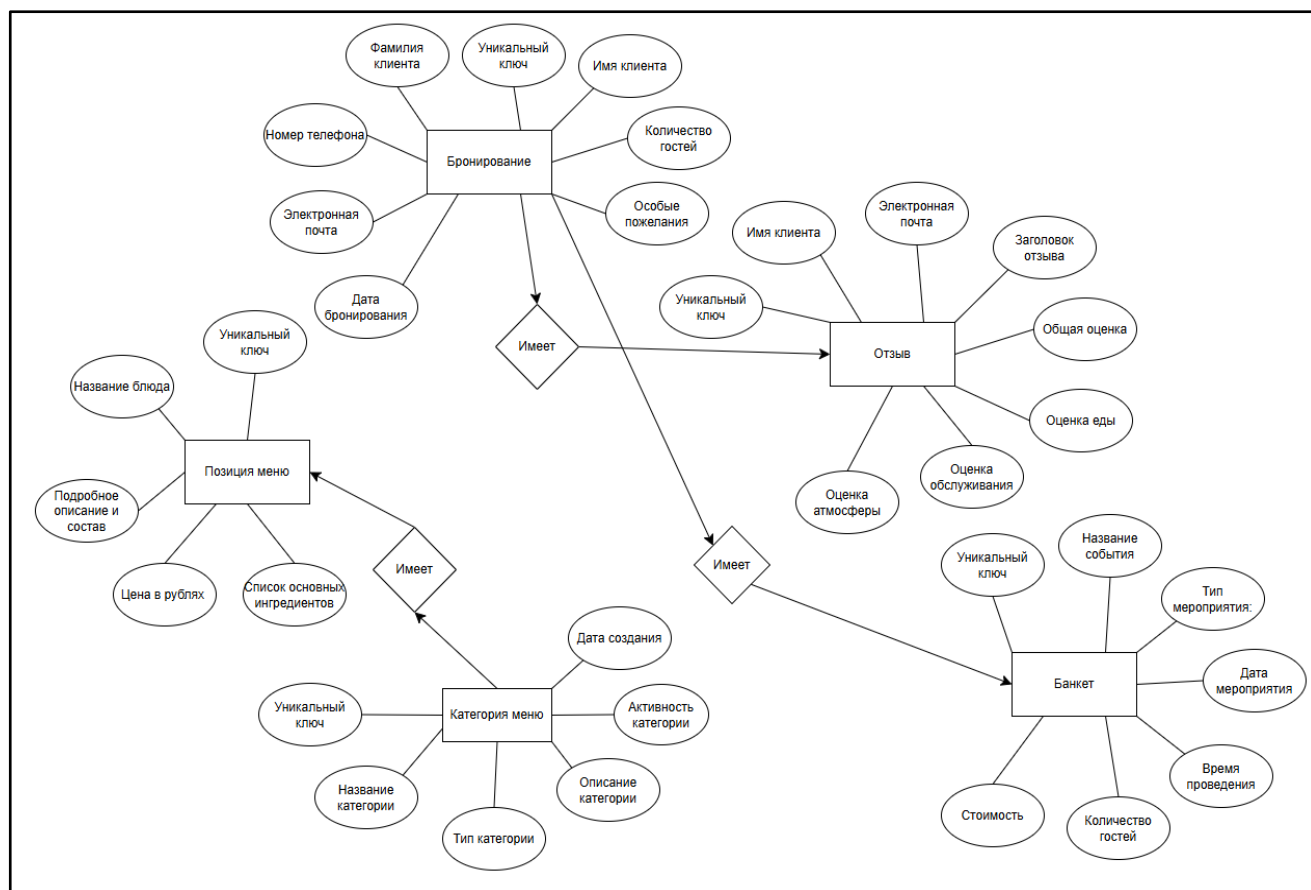 Фамилия
клиента
Уникальный
ключ
Имя клиента
Номер телефона
Бронирование
Количество
гостей
Электронная
почта
Особые
пожелания
Дата
бронирования
Имя клиента
Электронная
почта
Заголовок
отзыва
Уникальный
ключ
Общая оценка
Имеет
Отзыв
Оценка еды
Оценка
обслуживания
Оценка
атмосферы
Уникальный
ключ
Название блюда
Позиция меню
Подробное
описание и
состав
Цена в рублях
Список основных
ингредиентов
Имеет
Имеет
Дата создания
Уникальный
ключ
Категория меню
Активность
категории
Название
категории
Тип категории
Описание
категории
Уникальный
ключ
Название
события
Тип
мероприятия:
Банкет
Дата
мероприятия
Время
проведения
Стоимость
Количество
гостей